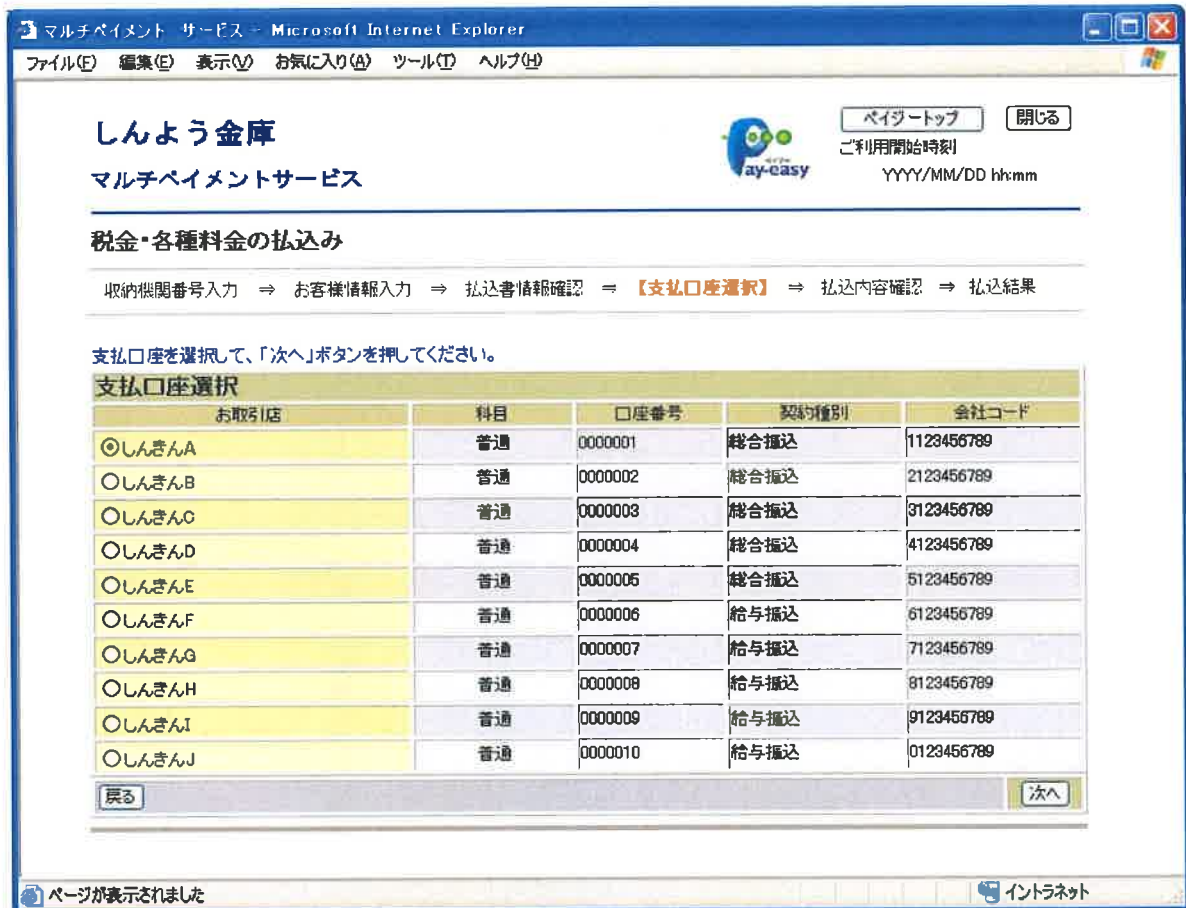 マルチペイメント サービス - Microsoft Internet Explorer
ファイル(F) 編集(E) 表示(V) お気に入り(A) ツール(T) ヘルプ(H)
しんよう金庫
マルチペイメントサービス
ペイジー
Pay-easy
ペイジートップ 閉じる
ご利用開始時刻
YYYY/MM/DD hh:mm
税金・各種料金の払込み
収納機関番号入力 ⇒ お客様情報入力 ⇒ 払込書情報確認 ⇒ 【支払口座選択】 ⇒ 払込内容確認 ⇒ 払込結果
支払口座を選択して、「次へ」ボタンを押してください。
支払口座選択
お取引店 科目 口座番号 契約種別 会社コード
しんきんA 普通 0000001 総合振込 1123456789
しんきんB 普通 0000002 総合振込 2123456789
しんきんC 普通 0000003 総合振込 3123456789
しんきんD 普通 0000004 総合振込 4123456789
しんきんE 普通 0000005 総合振込 5123456789
しんきんF 普通 0000006 給与振込 6123456789
しんきんG 普通 0000007 給与振込 7123456789
しんきんH 普通 0000008 給与振込 8123456789
しんきんI 普通 0000009 給与振込 9123456789
しんきんJ 普通 0000010 給与振込 0123456789
戻る 次へ
ページが表示されました イントラネット